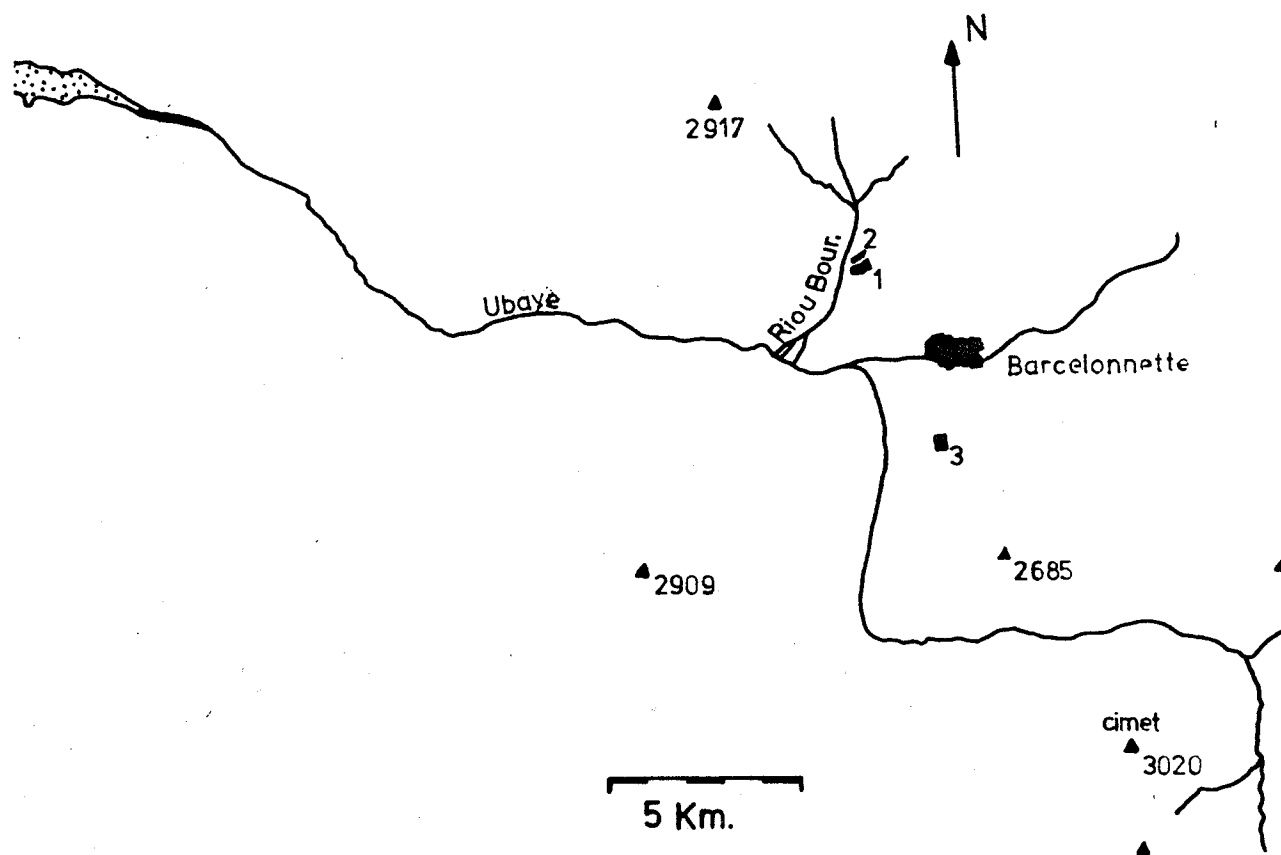 N
2917
2
1
Riou Bour.
Ubaye
Barcelonnette
3
2909
2685
cimet
3020
5 Km.